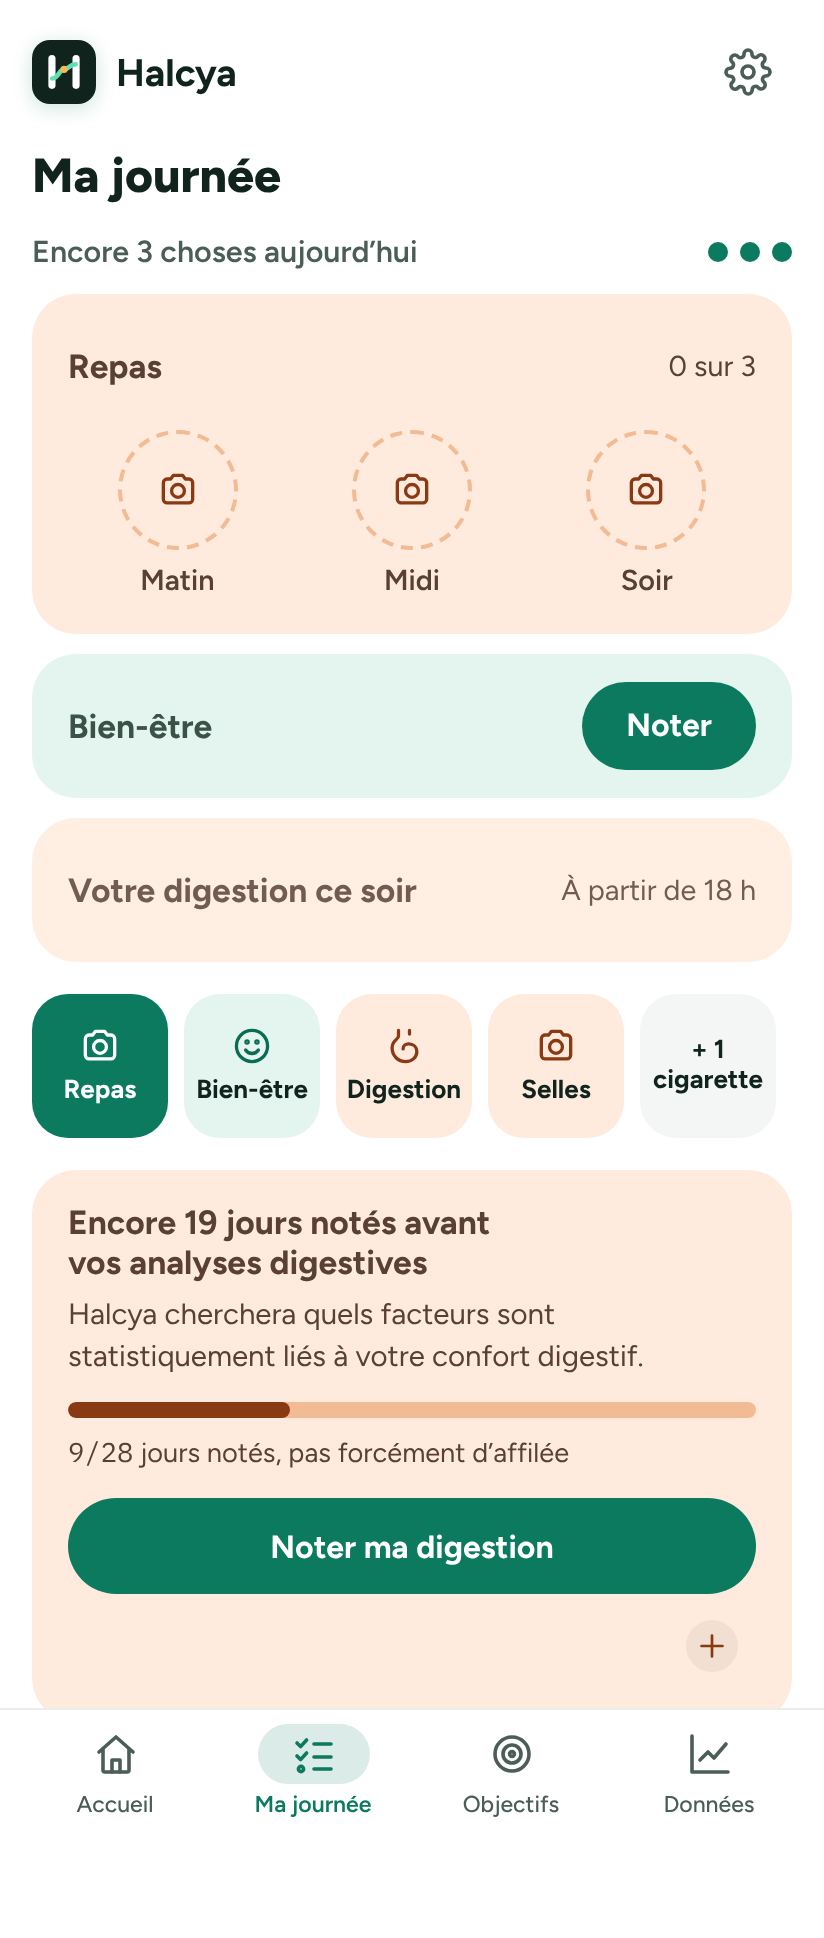 Halcya
Ma journée
Encore 3 choses aujourd’hui
Repas
0 sur 3
Matin
Midi
Soir
Bien-être
Noter
Votre digestion ce soir
À partir de 18 h
Repas
Bien-être
Digestion
Selles
+ 1
cigarette
Encore 19 jours notés avant
vos analyses digestives
Halcya cherchera quels facteurs sont
statistiquement liés à votre confort digestif.
9/28 jours notés, pas forcément d’affilée
Noter ma digestion
Accueil
Ma journée
Objectifs
Données